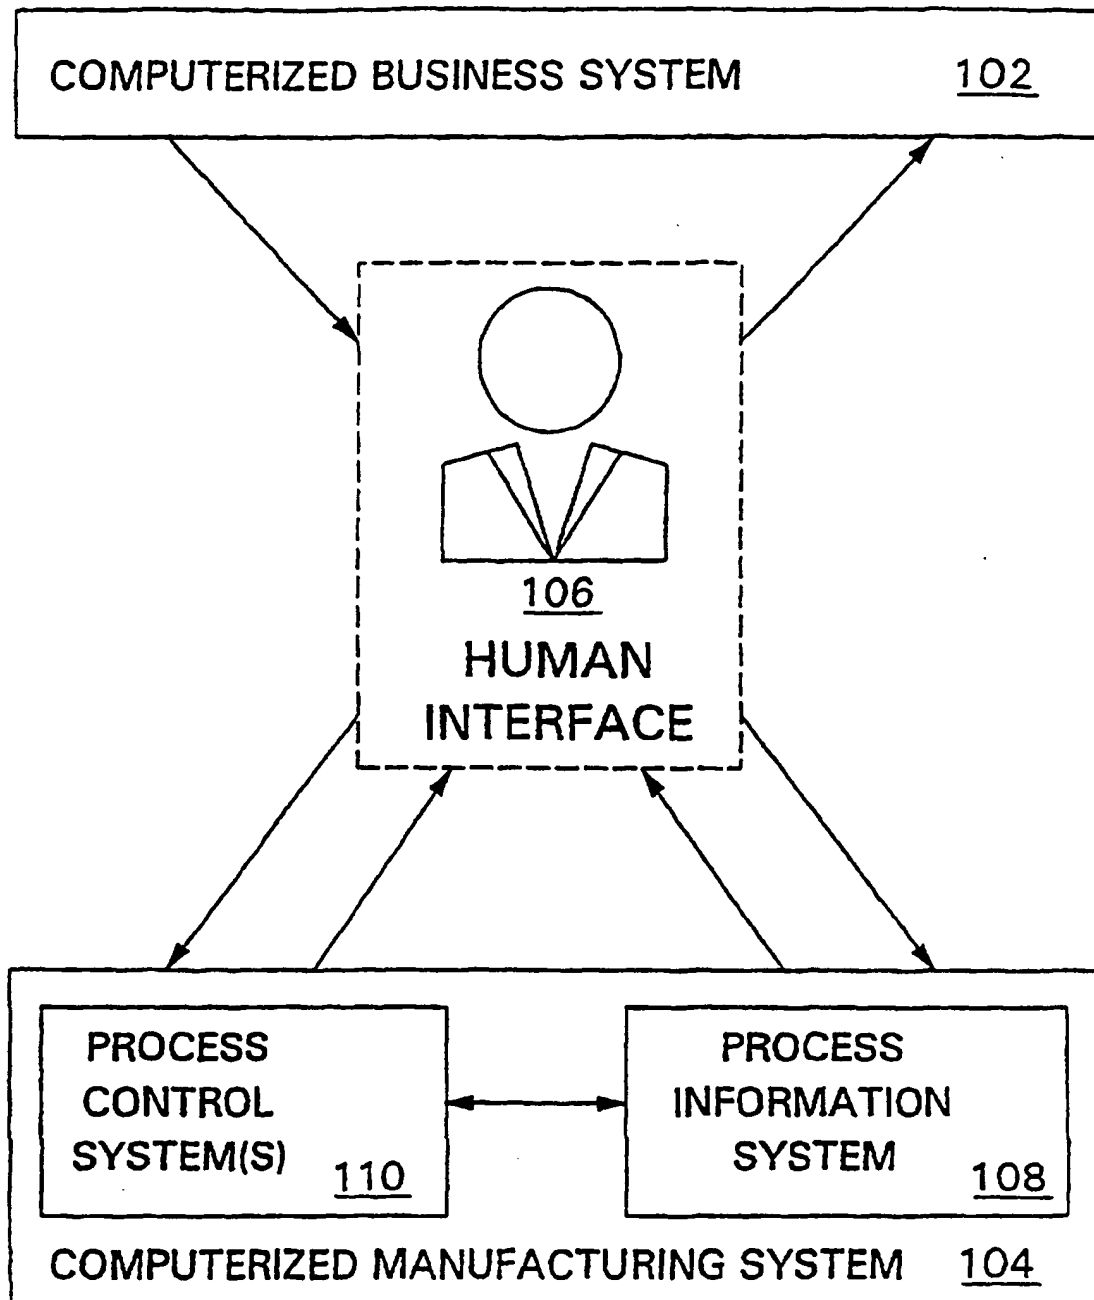 COMPUTERIZED BUSINESS SYSTEM 102
106
HUMAN
INTERFACE
PROCESS
CONTROL
SYSTEM(S) 110
PROCESS
INFORMATION
SYSTEM 108
COMPUTERIZED MANUFACTURING SYSTEM 104